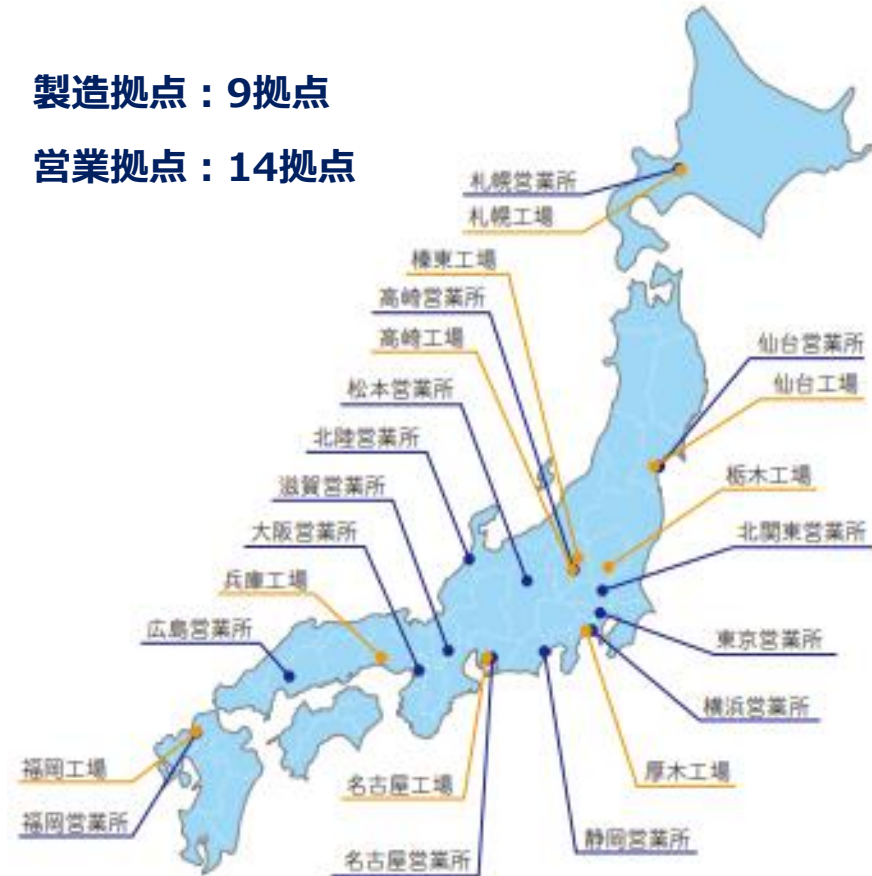 製造拠点：9拠点
営業拠点：14拠点
札幌営業所
札幌工場
榛東工場
高崎営業所
高崎工場
仙台営業所
松本営業所
仙台工場
北陸営業所
滋賀営業所
栃木工場
大阪営業所
北関東営業所
兵庫工場
広島営業所
東京営業所
横浜営業所
福岡工場
厚木工場
名古屋工場
福岡営業所
静岡営業所
名古屋営業所